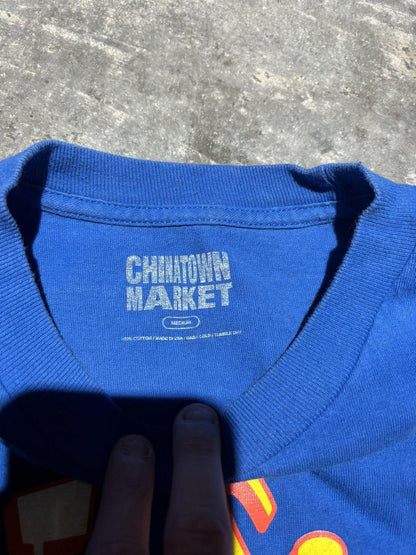 CHINATOWN
MARKET
MEDIUM
100% COTTON / MADE IN USA / WASH COLD / TUMBLE DRY